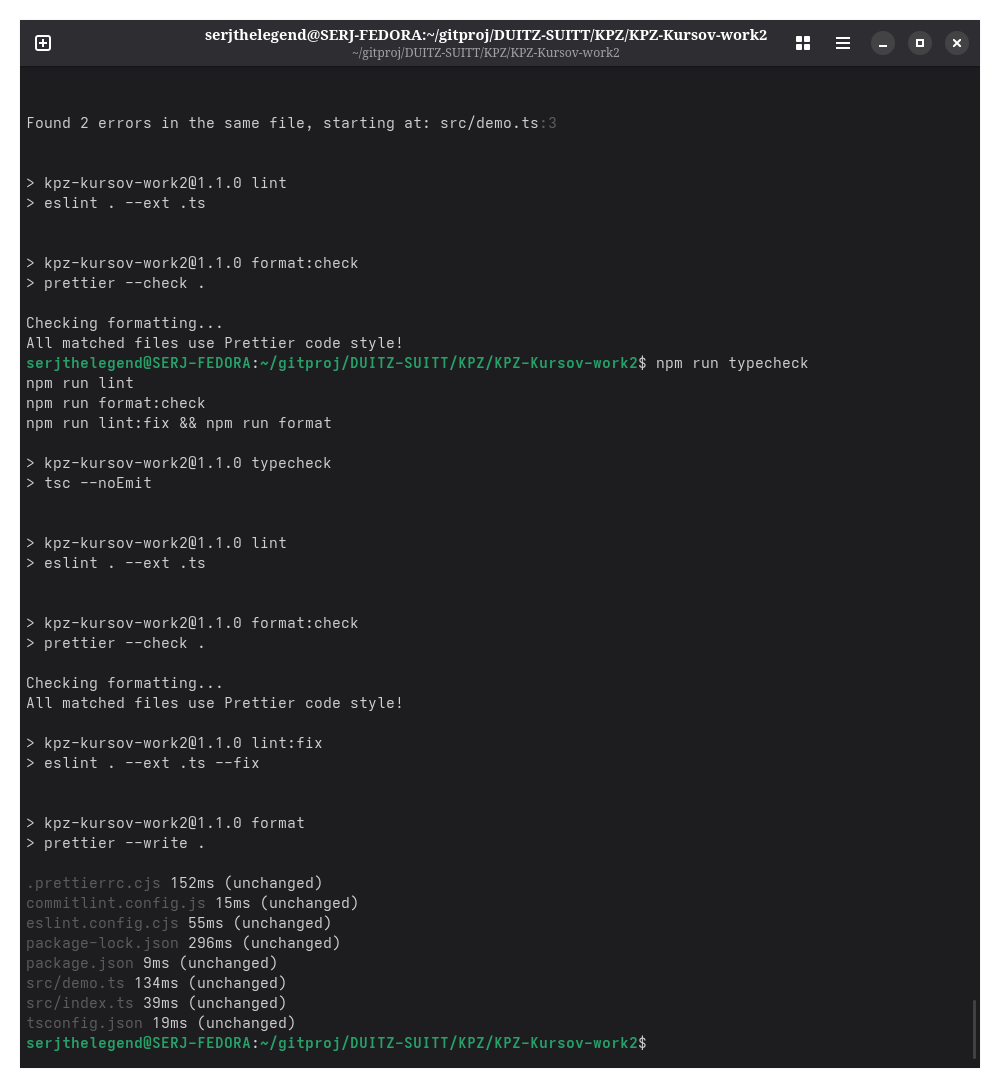 serjthelegend@SERJ-FEDORA:~/gitproj/DUITZ-SUITT/KPZ/KPZ-Kursov-work2
~/gitproj/DUITZ-SUITT/KPZ/KPZ-Kursov-work2
Found 2 errors in the same file, starting at: src/demo.ts:3
> kpz-kursov-work2@1.1.0 lint
> eslint . --ext .ts
> kpz-kursov-work2@1.1.0 format:check
> prettier --check .
Checking formatting...
All matched files use Prettier code style!
serjthelegend@SERJ-FEDORA:~/gitproj/DUITZ-SUITT/KPZ/KPZ-Kursov-work2$ npm run typecheck
npm run lint
npm run format:check
npm run lint:fix && npm run format
> kpz-kursov-work2@1.1.0 typecheck
> tsc --noEmit
> kpz-kursov-work2@1.1.0 lint
> eslint . --ext .ts
> kpz-kursov-work2@1.1.0 format:check
> prettier --check .
Checking formatting...
All matched files use Prettier code style!
> kpz-kursov-work2@1.1.0 lint:fix
> eslint . --ext .ts --fix
> kpz-kursov-work2@1.1.0 format
> prettier --write .
.prettierrc.cjs 152ms (unchanged)
commitlint.config.js 15ms (unchanged)
eslint.config.cjs 55ms (unchanged)
package-lock.json 296ms (unchanged)
package.json 9ms (unchanged)
src/demo.ts 134ms (unchanged)
src/index.ts 39ms (unchanged)
tsconfig.json 19ms (unchanged)
serjthelegend@SERJ-FEDORA:~/gitproj/DUITZ-SUITT/KPZ/KPZ-Kursov-work2$